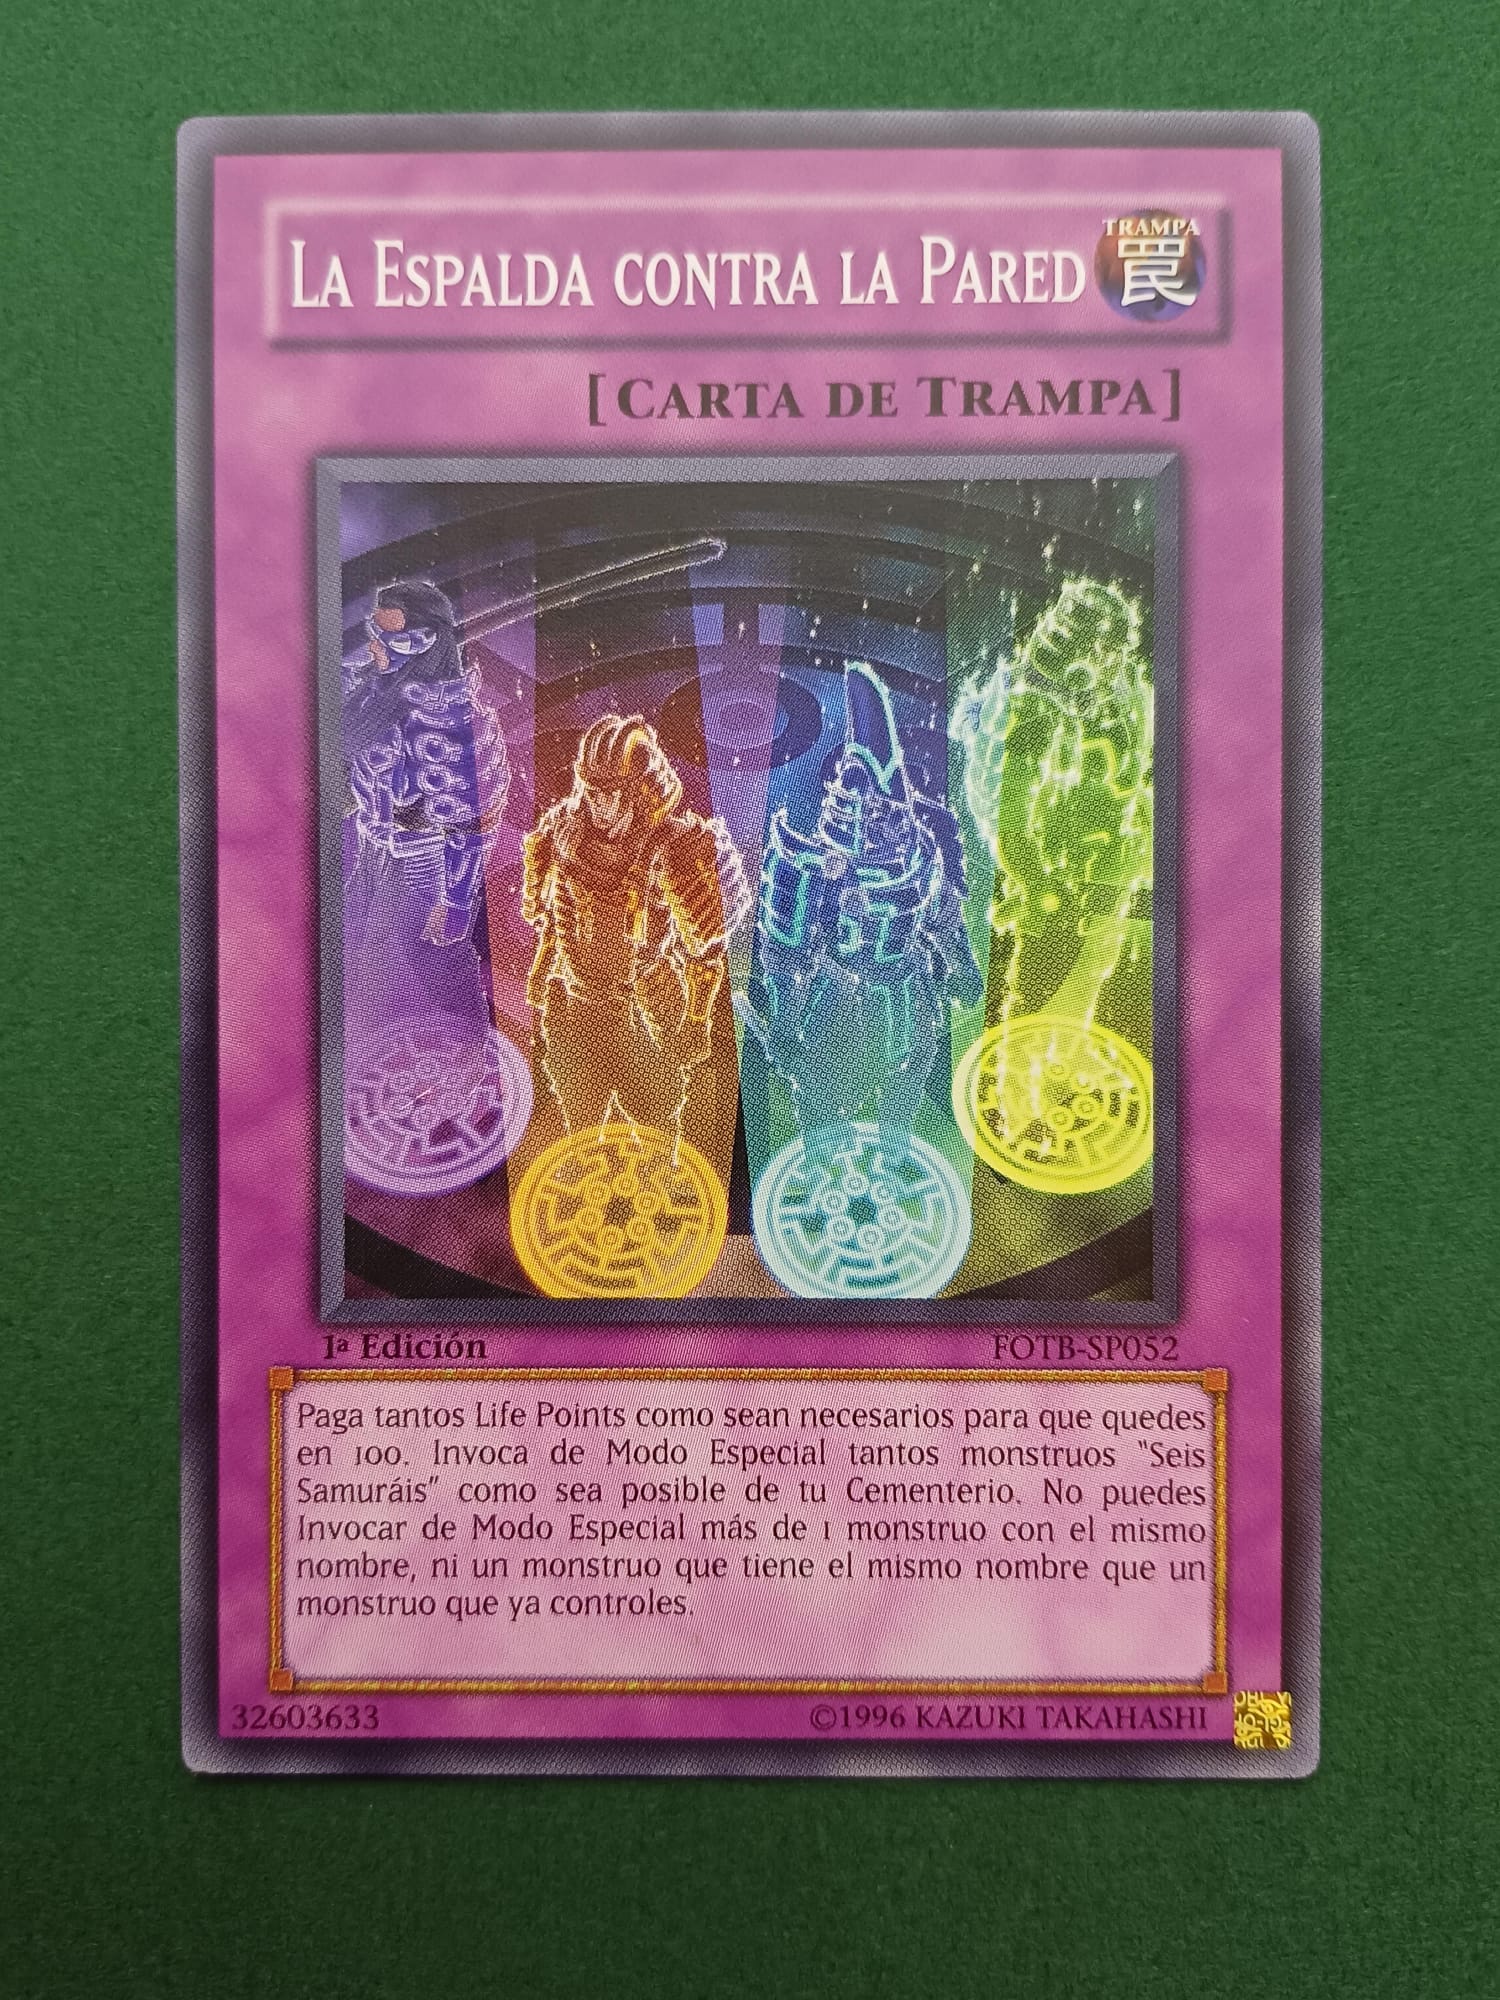 La Espalda contra la Pared
TRAMPA
罠
[Carta de Trampa]
1ª Edición
FOTB-SP052
Paga tantos Life Points como sean necesarios para que quedes
en 100. Invoca de Modo Especial tantos monstruos "Seis
Samuráis" como sea posible de tu Cementerio. No puedes
Invocar de Modo Especial más de 1 monstruo con el mismo
nombre, ni un monstruo que tiene el mismo nombre que un
monstruo que ya controles.
32603633
©1996 KAZUKI TAKAHASHI